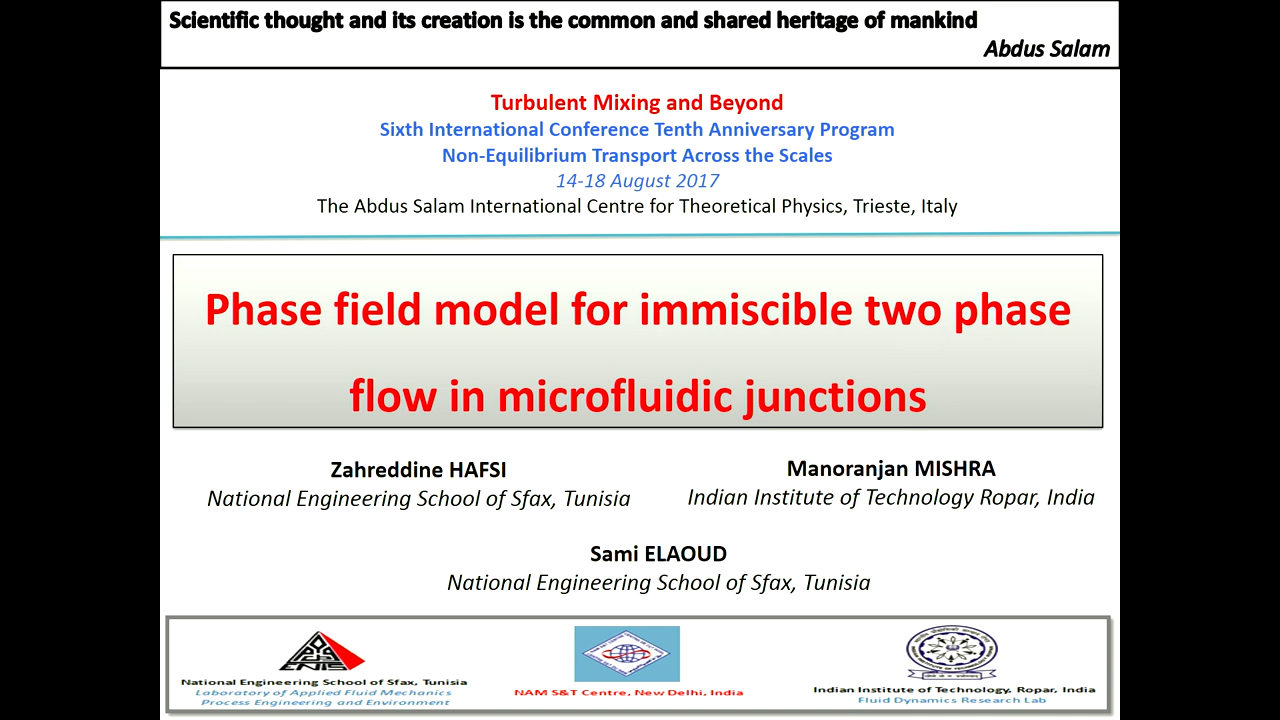 Scientific thought and its creation is the common and shared heritage of mankind
Abdus Salam
Turbulent Mixing and Beyond
Sixth International Conference Tenth Anniversary Program
Non-Equilibrium Transport Across the Scales
14-18 August 2017
The Abdus Salam International Centre for Theoretical Physics, Trieste, Italy
Phase field model for immiscible two phase
flow in microfluidic junctions
Zahreddine HAFSI
National Engineering School of Sfax, Tunisia
Manoranjan MISHRA
Indian Institute of Technology Ropar, India
Sami ELAOUD
National Engineering School of Sfax, Tunisia
National Engineering School of Sfax, Tunisia
Laboratory of Applied Fluid Mechanics
Process Engineering and Environment
NAM S&T Centre, New Delhi, India
Indian Institute of Technology, Ropar, India
Fluid Dynamics Research Lab